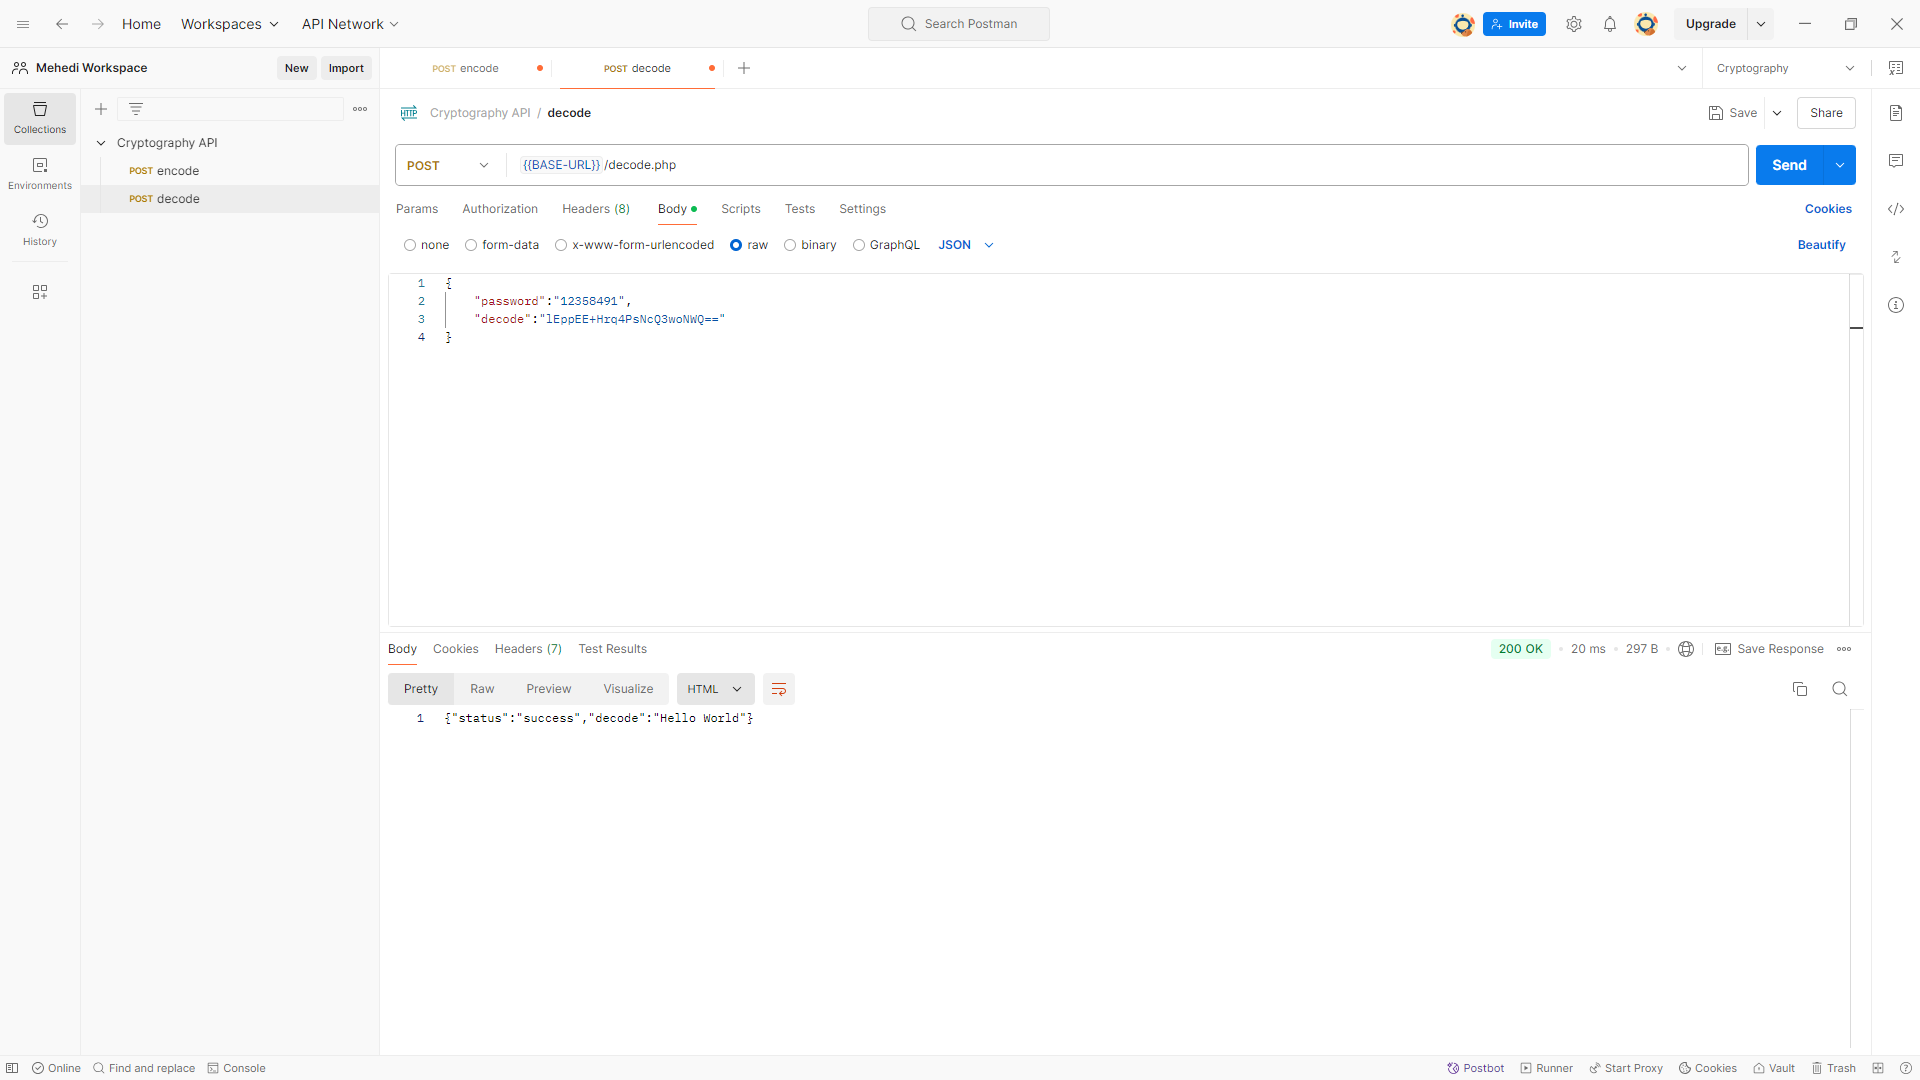 Home
Workspaces
API Network
Search Postman
Invite
Upgrade
Mehedi Workspace
New
Import
POST encode
POST decode
Cryptography
Collections
Environments
History
Cryptography API
POST encode
POST decode
HTTP
Cryptography API / decode
Save
Share
POST
{{BASE-URL}} /decode.php
Send
Params
Authorization
Headers (8)
Body
Scripts
Tests
Settings
Cookies
none
form-data
x-www-form-urlencoded
raw
binary
GraphQL
JSON
Beautify
1 {
2 "password":"12358491",
3 "decode":"lEppEE+Hrq4PsNcQ3woNWQ=="
4 }
Body
Cookies
Headers (7)
Test Results
200 OK
20 ms
297 B
e.g. Save Response
Pretty
Raw
Preview
Visualize
HTML
1 {"status":"success","decode":"Hello World"}
Online
Find and replace
Console
Postbot
Runner
Start Proxy
Cookies
Vault
Trash